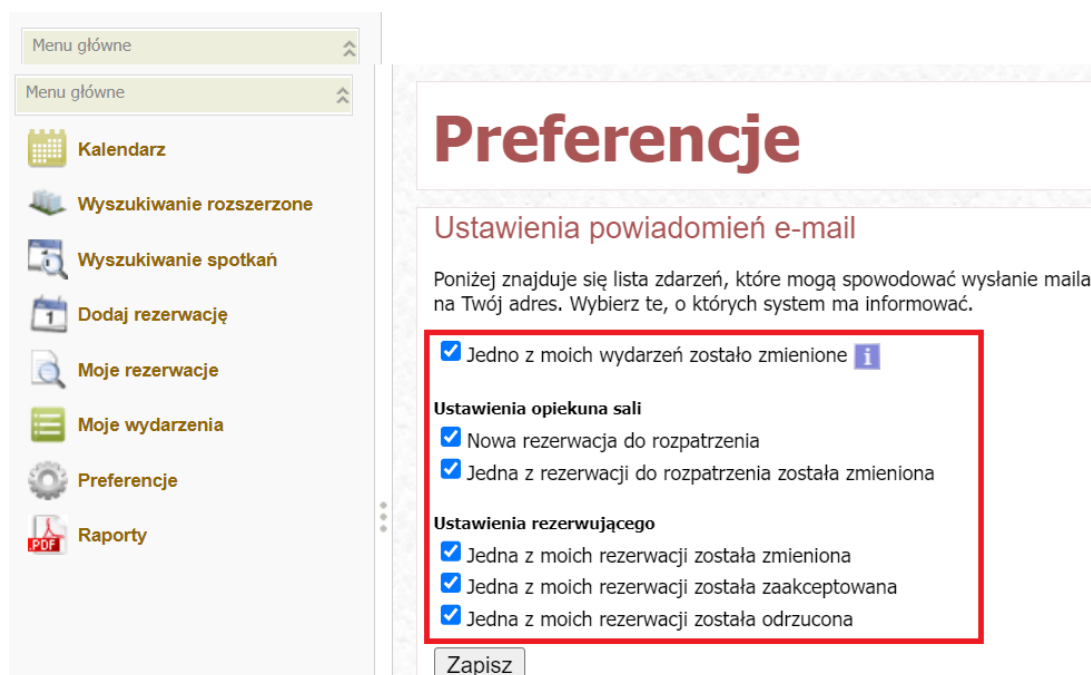 Menu główne
Menu główne
Kalendarz
Wyszukiwanie rozszerzone
Wyszukiwanie spotkań
Dodaj rezerwację
Moje rezerwacje
Moje wydarzenia
Preferencje
.PDF
Raporty
Preferencje
Ustawienia powiadomień e-mail
Poniżej znajduje się lista zdarzeń, które mogą spowodować wysłanie maila
na Twój adres. Wybierz te, o których system ma informować.
Jedno z moich wydarzeń zostało zmienione i
Ustawienia opiekuna sali
Nowa rezerwacja do rozpatrzenia
Jedna z rezerwacji do rozpatrzenia została zmieniona
Ustawienia rezerwującego
Jedna z moich rezerwacji została zmieniona
Jedna z moich rezerwacji została zaakceptowana
Jedna z moich rezerwacji została odrzucona
Zapisz